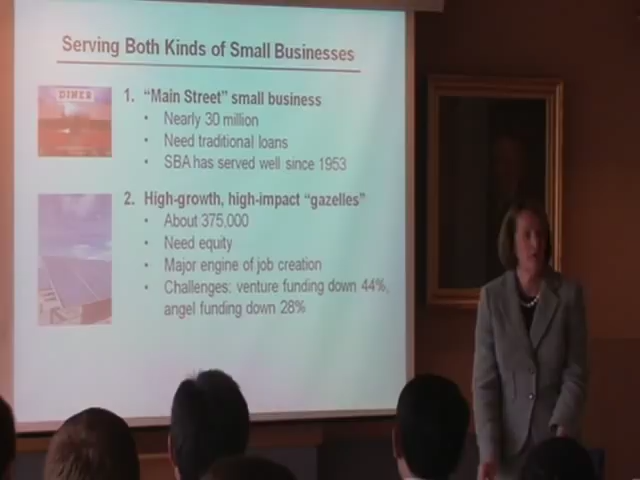 Serving Both Kinds of Small Businesses
DINER
1. "Main Street" small business
• Nearly 30 million
• Need traditional loans
• SBA has served well since 1953
2. High-growth, high-impact "gazelles"
• About 375,000
• Need equity
• Major engine of job creation
• Challenges: venture funding down 44%,
angel funding down 28%